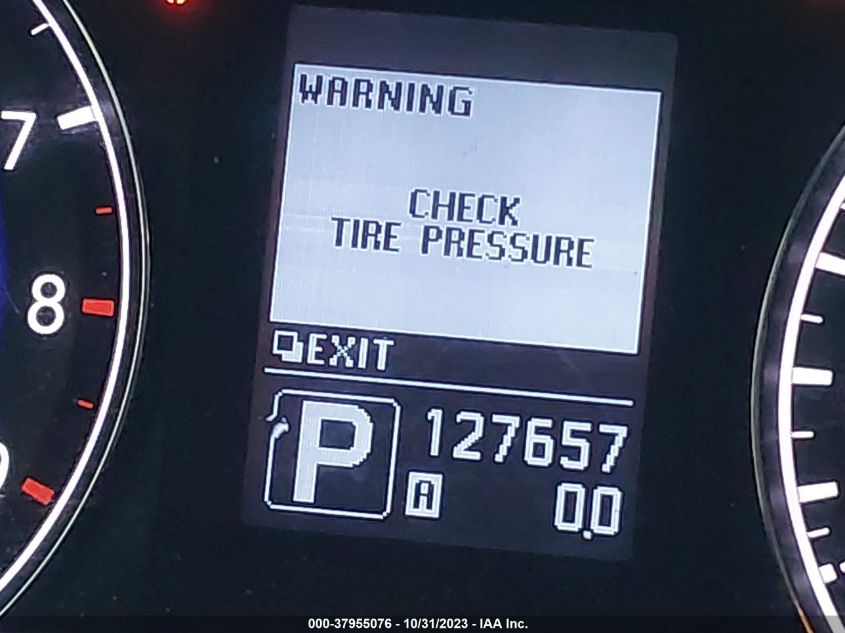 WARNING
CHECK
TIRE PRESSURE
EXIT
P
127657
A
0.0
7
8
000-37955076 - 10/31/2023 - IAA Inc.